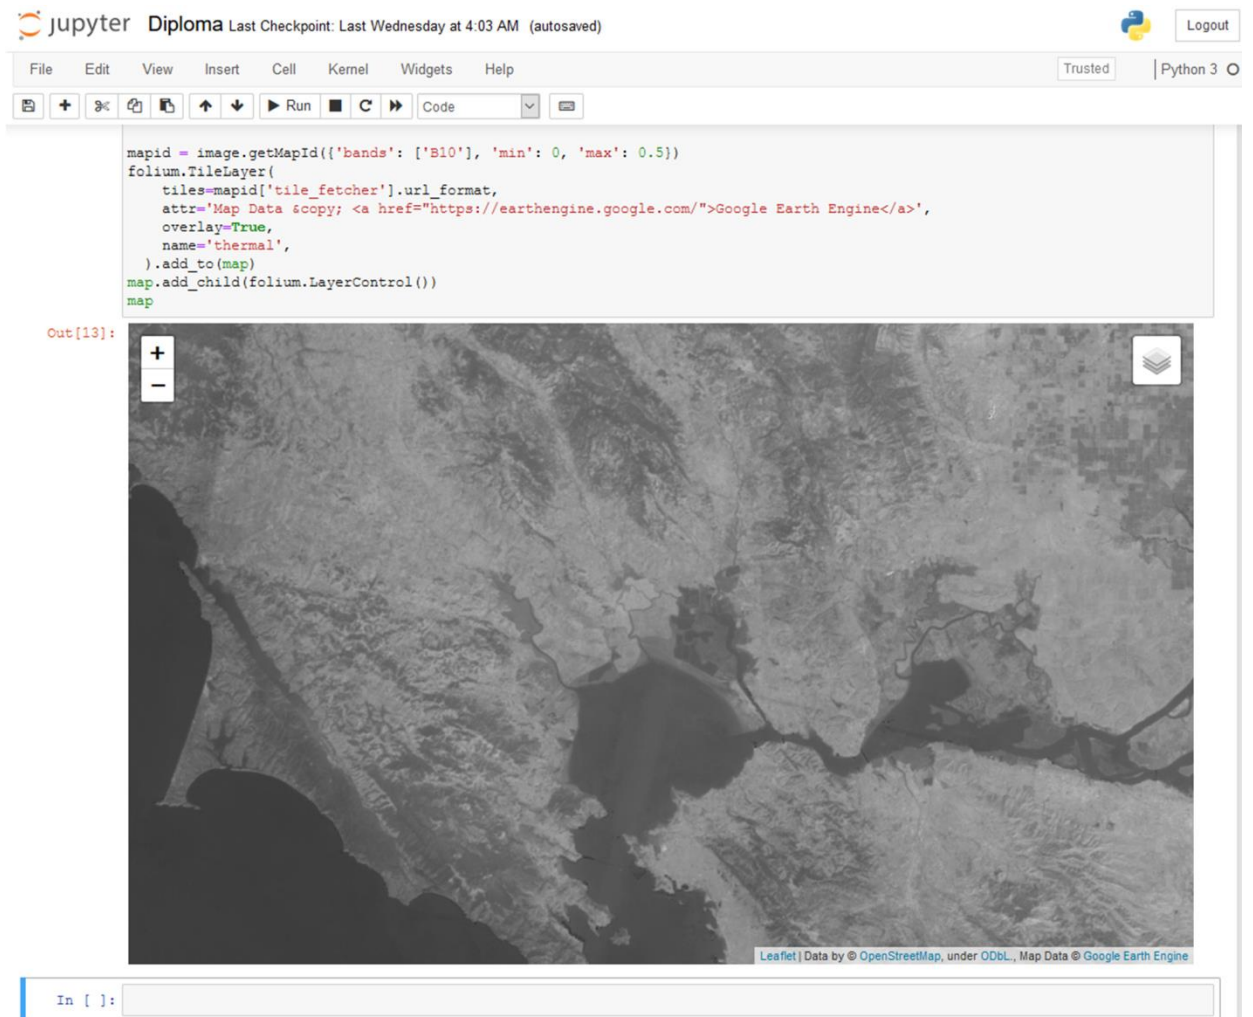 jupyter Diploma Last Checkpoint: Last Wednesday at 4:03 AM (autosaved)
Logout
File Edit View Insert Cell Kernel Widgets Help
Trusted
Python 3
Run
Code
mapid = image.getMapId({'bands': ['B10'], 'min': 0, 'max': 0.5})
folium.TileLayer(
    tiles=mapid['tile_fetcher'].url_format,
    attr='Map Data &copy; <a href="https://earthengine.google.com/">Google Earth Engine</a>',
    overlay=True,
    name='thermal',
  ).add_to(map)
map.add_child(folium.LayerControl())
map
Out[13]:
+
−
Leaflet | Data by © OpenStreetMap, under ODbL., Map Data © Google Earth Engine
In [ ]: